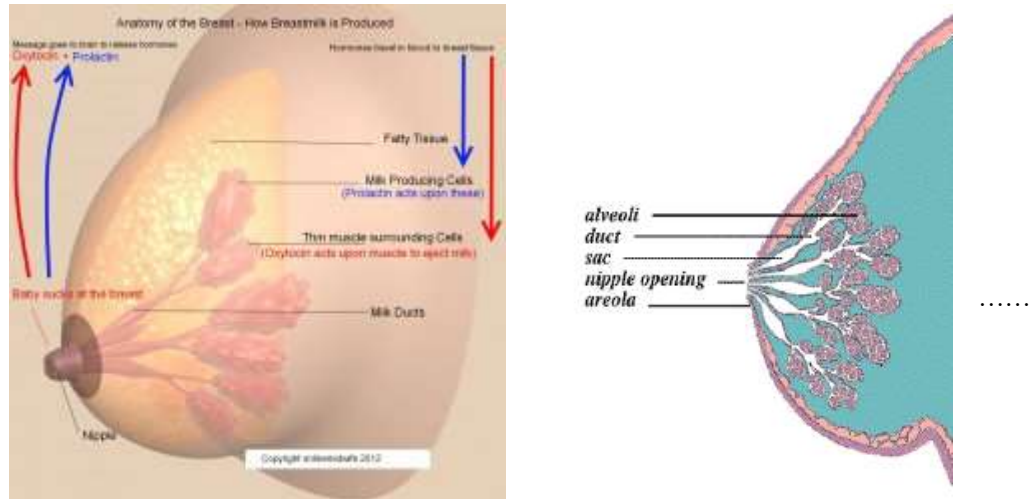 Anatomy of the Breast - How Breastmilk is Produced
Message goes to brain to release hormones
Oxytocin + Prolactin
Hormones travel in blood to breast tissue
Fatty Tissue
Milk Producing Cells
(Prolactin acts upon these)
Thin muscle surrounding Cells
(Oxytocin acts upon muscle to eject milk)
Baby sucks at the breast
Milk Ducts
Nipple
Copyright 2012
alveoli
duct
sac
nipple opening
areola
......